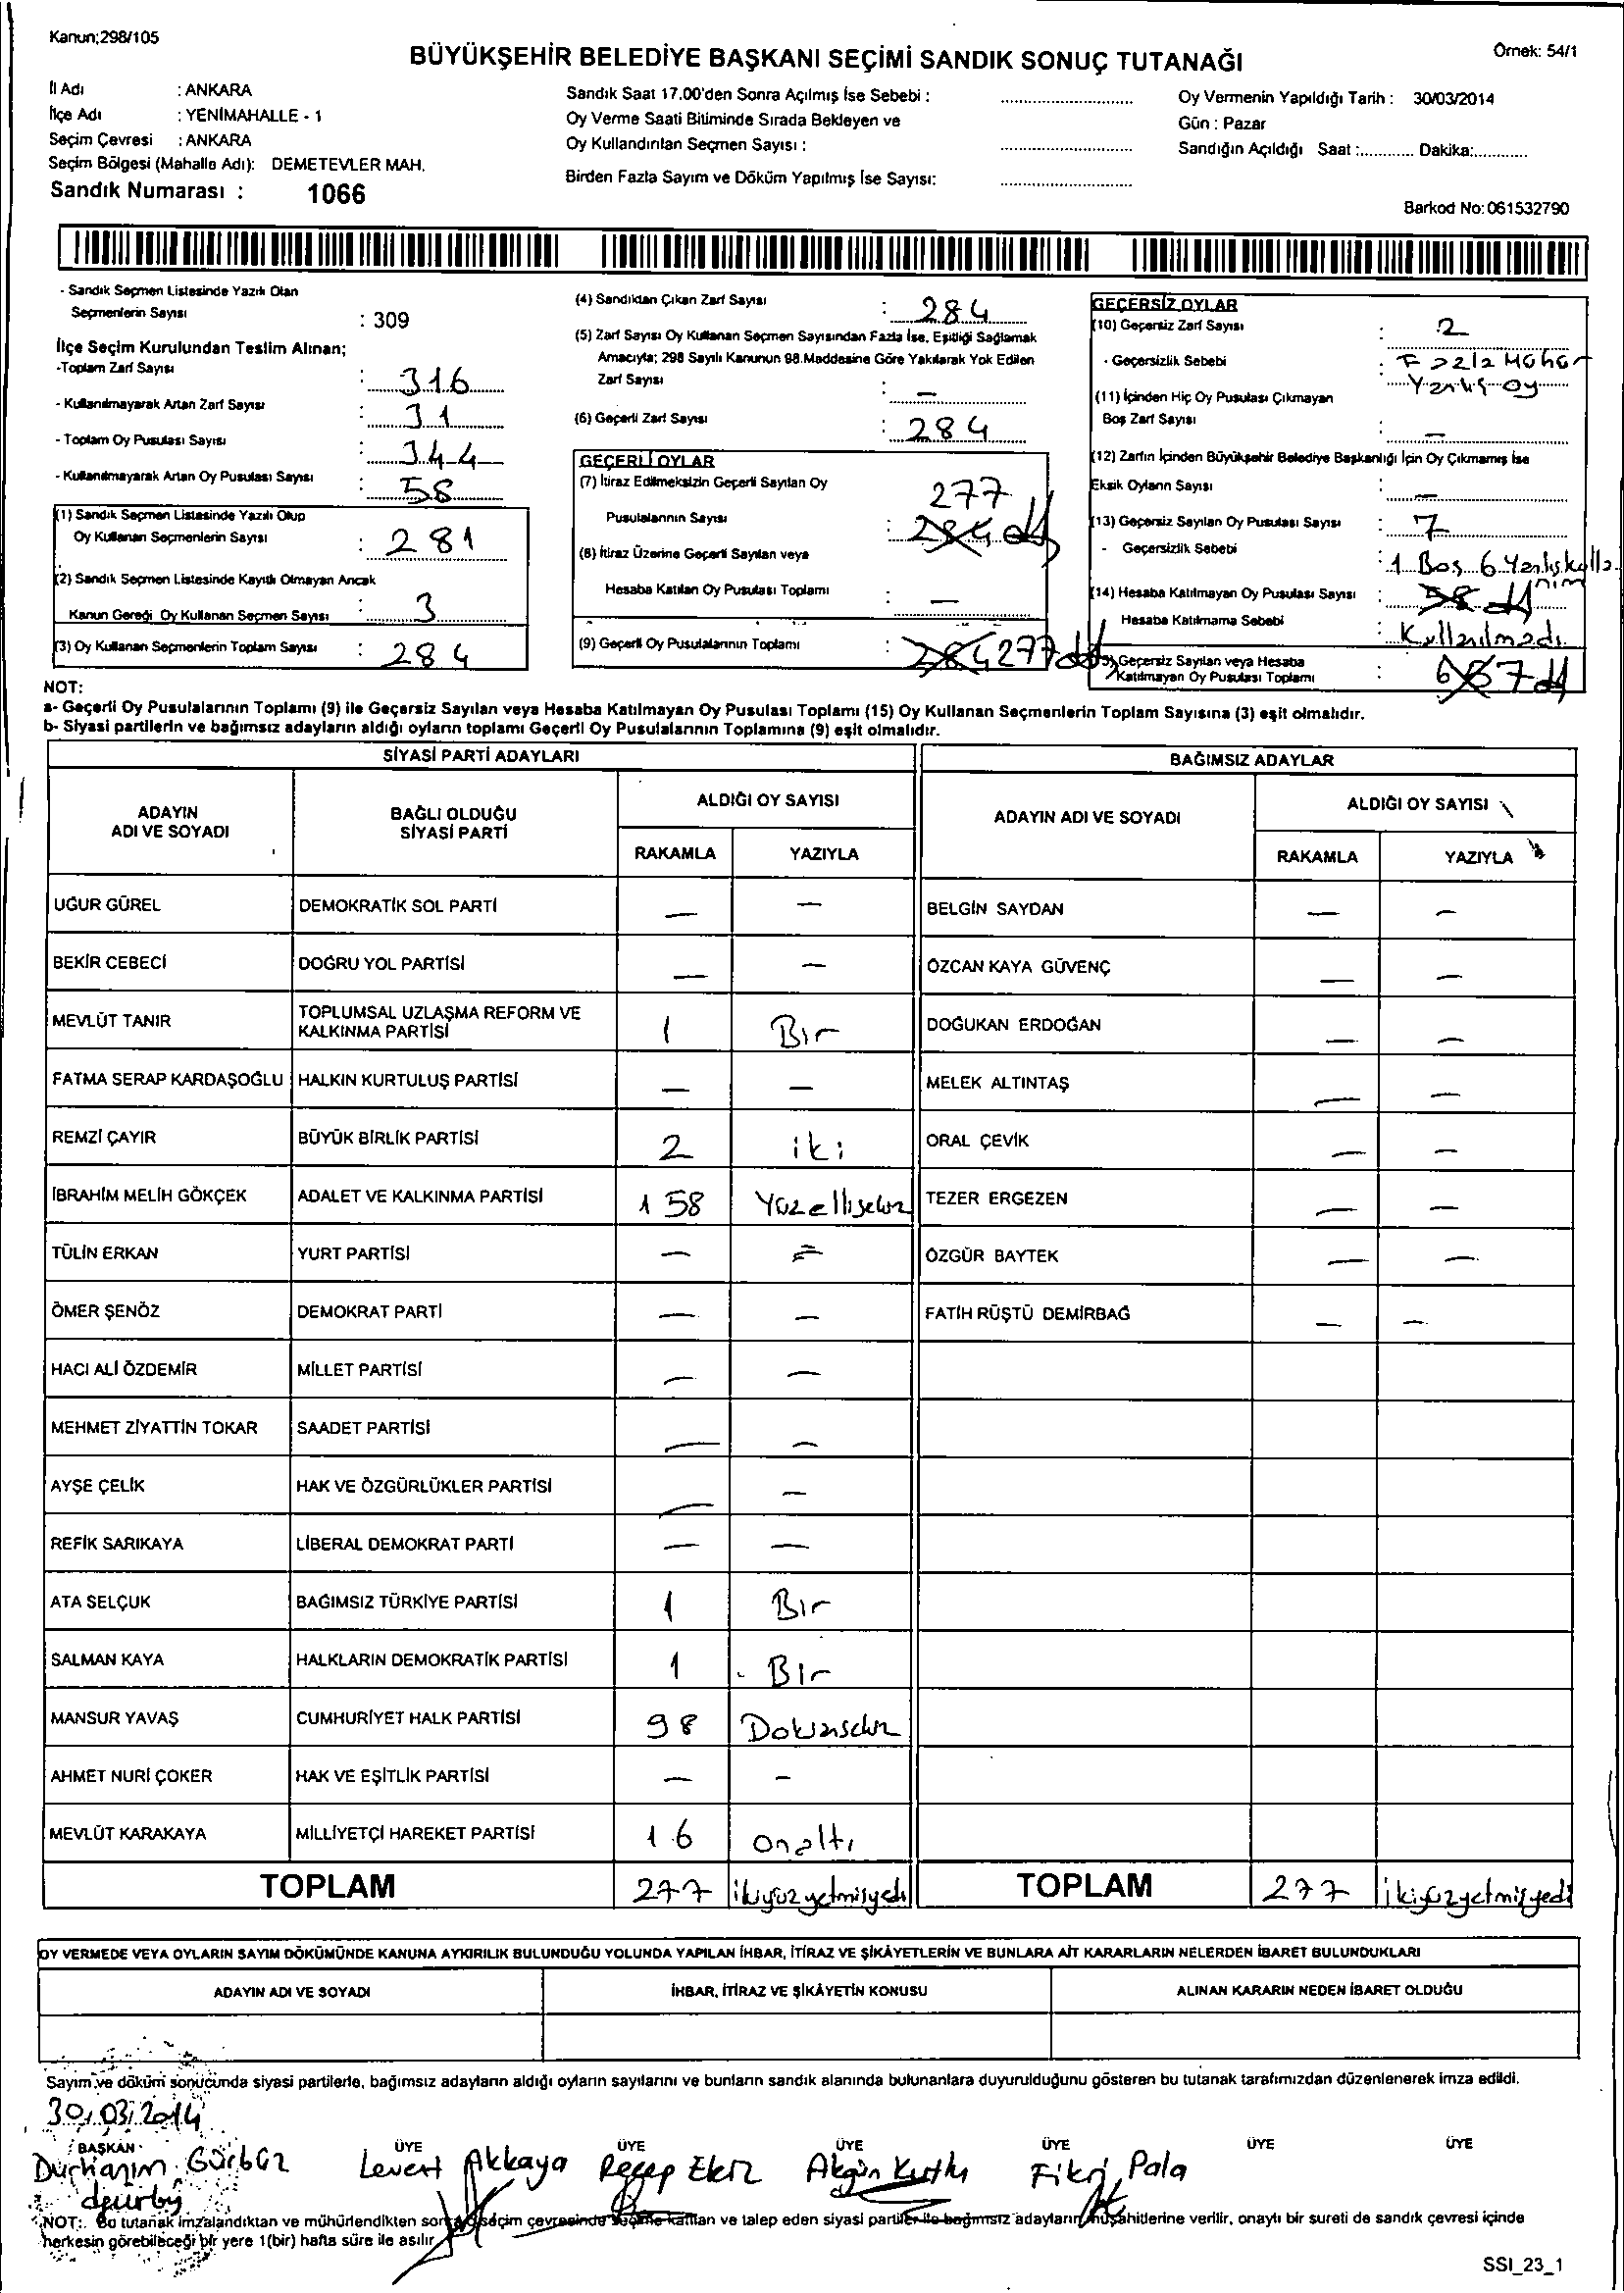 Kanun;298/105
BÜYÜKŞEHİR BELEDİYE BAŞKANI SEÇİMİ SANDIK SONUÇ TUTANAĞI
Örnek: 54/1
İl Adı : ANKARA
İlçe Adı : YENİMAHALLE - 1
Seçim Çevresi : ANKARA
Seçim Bölgesi (Mahalle Adı): DEMETEVLER MAH.
Sandık Numarası : 1066
Sandık Saat 17.00'den Sonra Açılmış İse Sebebi :
Oy Verme Saati Bitiminde Sırada Bekleyen ve
Oy Kullandırılan Seçmen Sayısı :
Birden Fazla Sayım ve Döküm Yapılmış İse Sayısı:
Oy Vermenin Yapıldığı Tarih : 30/03/2014
Gün : Pazar
Sandığın Açıldığı Saat :............ Dakika:............
Barkod No: 061532790
- Sandık Seçmen Listesinde Yazılı Olan
Seçmenlerin Sayısı : 309
İlçe Seçim Kurulundan Teslim Alınan;
-Toplam Zarf Sayısı : 316
- Kullanılmayarak Artan Zarf Sayısı : 31
- Toplam Oy Pusulası Sayısı : 344
- Kullanılmayarak Artan Oy Pusulası Sayısı : 58
(1) Sandık Seçmen Listesinde Yazılı Olup
Oy Kullanan Seçmenlerin Sayısı : 281
(2) Sandık Seçmen Listesinde Kayıtlı Olmayan Ancak
Kanun Gereği Oy Kullanan Seçmen Sayısı : 3
(3) Oy Kullanan Seçmenlerin Toplam Sayısı : 284
(4) Sandıktan Çıkan Zarf Sayısı : 284
(5) Zarf Sayısı Oy Kullanan Seçmen Sayısından Fazla İse, Eşitliği Sağlamak
Amacıyla; 298 Sayılı Kanunun 98.Maddesine Göre Yakılarak Yok Edilen
Zarf Sayısı : —
(6) Geçerli Zarf Sayısı : 284
GEÇERLİ OYLAR
(7) İtiraz Edilmeksizin Geçerli Sayılan Oy
277
Pusulalarının Sayısı : 284
(8) İtiraz Üzerine Geçerli Sayılan veya
Hesaba Katılan Oy Pusulası Toplamı : —
(9) Geçerli Oy Pusulalarının Toplamı : 284 277
GEÇERSİZ OYLAR
(10) Geçersiz Zarf Sayısı : 2
- Geçersizlik Sebebi : Fazla Mühür
Yanlış oy
(11) İçinden Hiç Oy Pusulası Çıkmayan
Boş Zarf Sayısı : —
(12) Zarfın İçinden Büyükşehir Belediye Başkanlığı İçin Oy Çıkmamış İse
Eksik Oyların Sayısı : —
(13) Geçersiz Sayılan Oy Pusulası Sayısı : 7
- Geçersizlik Sebebi : 1 Boş 6 Yanlış kulla
nım
(14) Hesaba Katılmayan Oy Pusulası Sayısı : 58
Hesaba Katılmama Sebebi : Kullanılmadı
Geçersiz Sayılan veya Hesaba
Katılmayan Oy Pusulası Toplamı : 7
NOT:
a- Geçerli Oy Pusulalarının Toplamı (9) ile Geçersiz Sayılan veya Hesaba Katılmayan Oy Pusulası Toplamı (15) Oy Kullanan Seçmenlerin Toplam Sayısına (3) eşit olmalıdır.
b- Siyasi partilerin ve bağımsız adayların aldığı oyların toplamı Geçerli Oy Pusulalarının Toplamına (9) eşit olmalıdır.
SİYASİ PARTİ ADAYLARI
ADAYIN ADI VE SOYADI BAĞLI OLDUĞU SİYASİ PARTİ ALDIĞI OY SAYISI
RAKAMLA YAZIYLA
UĞUR GÜREL DEMOKRATİK SOL PARTİ — —
BEKİR CEBECİ DOĞRU YOL PARTİSİ — —
MEVLÜT TANIR TOPLUMSAL UZLAŞMA REFORM VE KALKINMA PARTİSİ 1 Bir
FATMA SERAP KARDAŞOĞLU HALKIN KURTULUŞ PARTİSİ — —
REMZİ ÇAYIR BÜYÜK BİRLİK PARTİSİ 2 iki
İBRAHİM MELİH GÖKÇEK ADALET VE KALKINMA PARTİSİ 158 Yüzellisekiz
TÜLİN ERKAN YURT PARTİSİ — —
ÖMER ŞENÖZ DEMOKRAT PARTİ — —
HACI ALİ ÖZDEMİR MİLLET PARTİSİ — —
MEHMET ZİYATTİN TOKAR SAADET PARTİSİ — —
AYŞE ÇELİK HAK VE ÖZGÜRLÜKLER PARTİSİ — —
REFİK SARIKAYA LİBERAL DEMOKRAT PARTİ — —
ATA SELÇUK BAĞIMSIZ TÜRKİYE PARTİSİ 1 Bir
SALMAN KAYA HALKLARIN DEMOKRATİK PARTİSİ 1 Bir
MANSUR YAVAŞ CUMHURİYET HALK PARTİSİ 98 Doksansekiz
AHMET NURİ ÇOKER HAK VE EŞİTLİK PARTİSİ — —
MEVLÜT KARAKAYA MİLLİYETÇİ HAREKET PARTİSİ 16 onaltı
TOPLAM 277 ikiyüzyetmişyedi
BAĞIMSIZ ADAYLAR
ADAYIN ADI VE SOYADI ALDIĞI OY SAYISI
RAKAMLA YAZIYLA
BELGİN SAYDAN — —
ÖZCAN KAYA GÜVENÇ — —
DOĞUKAN ERDOĞAN — —
MELEK ALTINTAŞ — —
ORAL ÇEVİK — —
TEZER ERGEZEN — —
ÖZGÜR BAYTEK — —
FATİH RÜŞTÜ DEMİRBAĞ — —
TOPLAM 277 ikiyüzyetmişyedi
OY VERMEDE VEYA OYLARIN SAYIM DÖKÜMÜNDE KANUNA AYKIRILIK BULUNDUĞU YOLUNDA YAPILAN İHBAR, İTİRAZ VE ŞİKÂYETLERİN VE BUNLARA AİT KARARLARIN NELERDEN İBARET BULUNDUKLARI
ADAYIN ADI VE SOYADI İHBAR, İTİRAZ VE ŞİKÂYETİN KONUSU ALINAN KARARIN NEDEN İBARET OLDUĞU
Sayım ve döküm sonucunda siyasi partilerle, bağımsız adayların aldığı oyların sayılarını ve bunların sandık alanında bulunanlara duyurulduğunu gösteren bu tutanak tarafımızdan düzenlenerek imza edildi.
30/03/2014
BAŞKAN ÜYE ÜYE ÜYE ÜYE ÜYE ÜYE
Gürbüz Levent Akkaya Recep Akgün Fikri Pala
NOT: Bu tutanak imzalandıktan ve mühürlendikten sonra seçim çevresinde seçime katılan ve talep eden siyasi partiler ile bağımsız adayların müşahitlerine verilir, onaylı bir sureti de sandık çevresi içinde
herkesin görebileceği bir yere 1(bir) hafta süre ile asılır
SSI_23_1